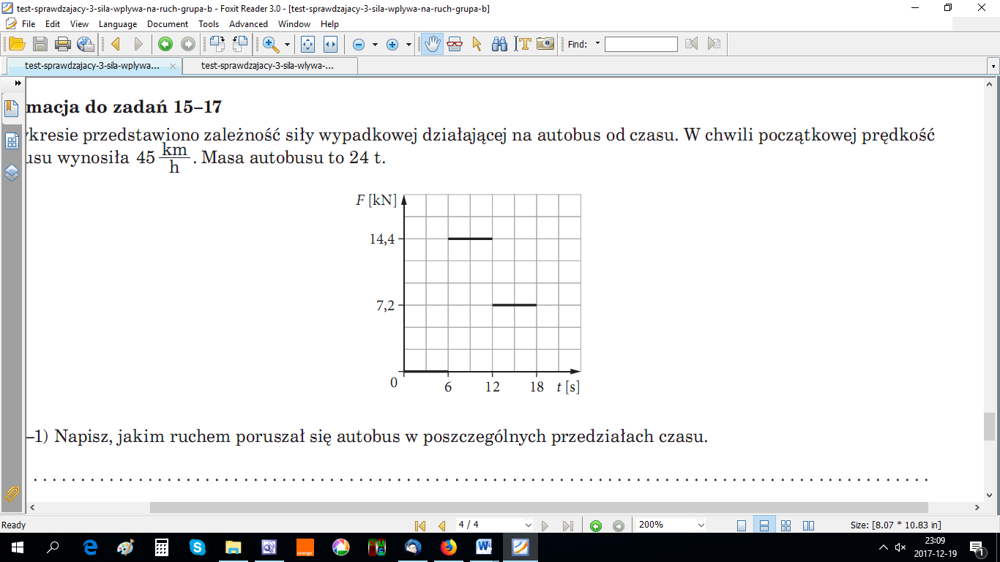 test-sprawdzajacy-3-sila-wplywa-na-ruch-grupa-b - Foxit Reader 3.0 - [test-sprawdzajacy-3-sila-wplywa-na-ruch-grupa-b]
File Edit View Language Document Tools Advanced Window Help
Find:
test-sprawdzajacy-3-sila-wplywa... test-sprawdzajacy-3-sila-wlywa-...
macja do zadań 15–17
ykresie przedstawiono zależność siły wypadkowej działającej na autobus od czasu. W chwili początkowej prędkość
usu wynosiła 45 km/h. Masa autobusu to 24 t.
F [kN]
14,4
7,2
0
6 12 18 t [s]
–1) Napisz, jakim ruchem poruszał się autobus w poszczególnych przedziałach czasu.
Ready 4 / 4 200% Size: [8.07 * 10.83 in]
orange
23:09
2017-12-19
1